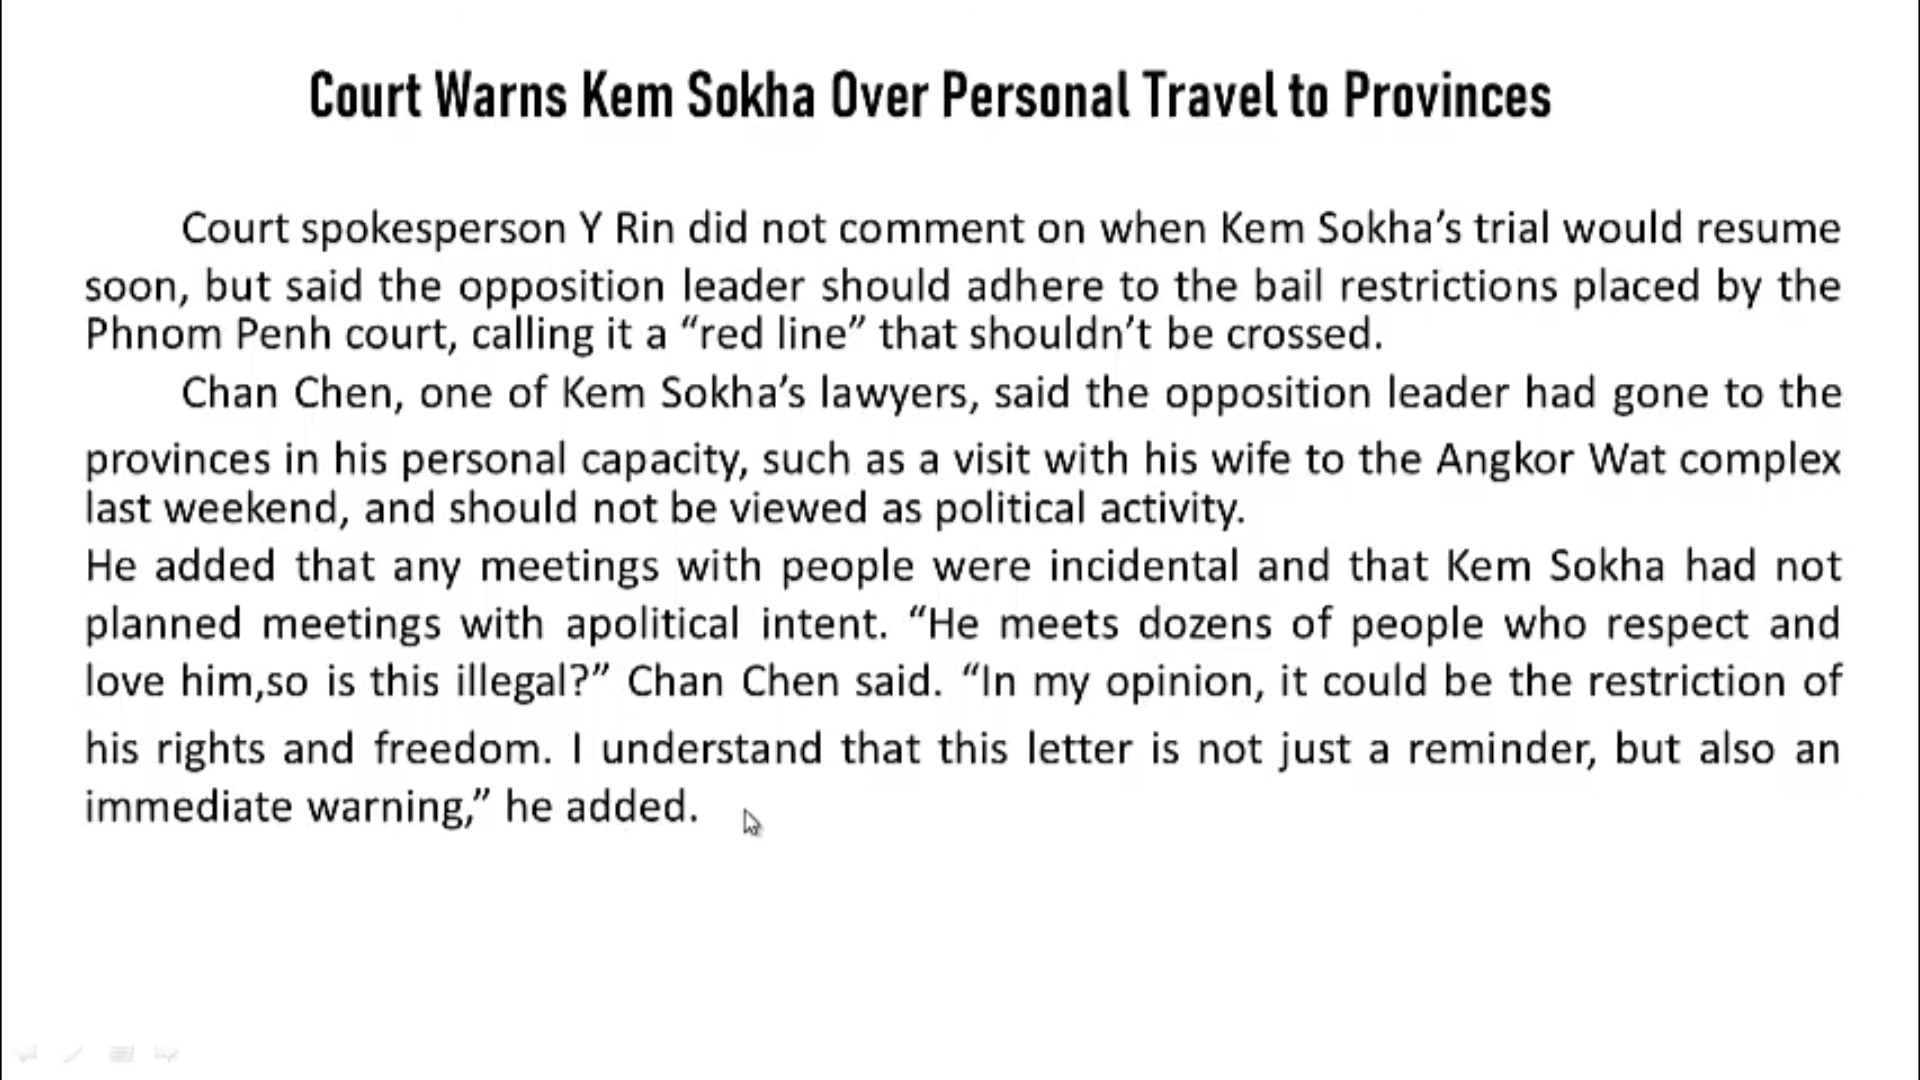 Court Warns Kem Sokha Over Personal Travel to Provinces
Court spokesperson Y Rin did not comment on when Kem Sokha’s trial would resume
soon, but said the opposition leader should adhere to the bail restrictions placed by the
Phnom Penh court, calling it a “red line” that shouldn’t be crossed.
Chan Chen, one of Kem Sokha’s lawyers, said the opposition leader had gone to the
provinces in his personal capacity, such as a visit with his wife to the Angkor Wat complex
last weekend, and should not be viewed as political activity.
He added that any meetings with people were incidental and that Kem Sokha had not
planned meetings with apolitical intent. “He meets dozens of people who respect and
love him,so is this illegal?” Chan Chen said. “In my opinion, it could be the restriction of
his rights and freedom. I understand that this letter is not just a reminder, but also an
immediate warning,” he added.